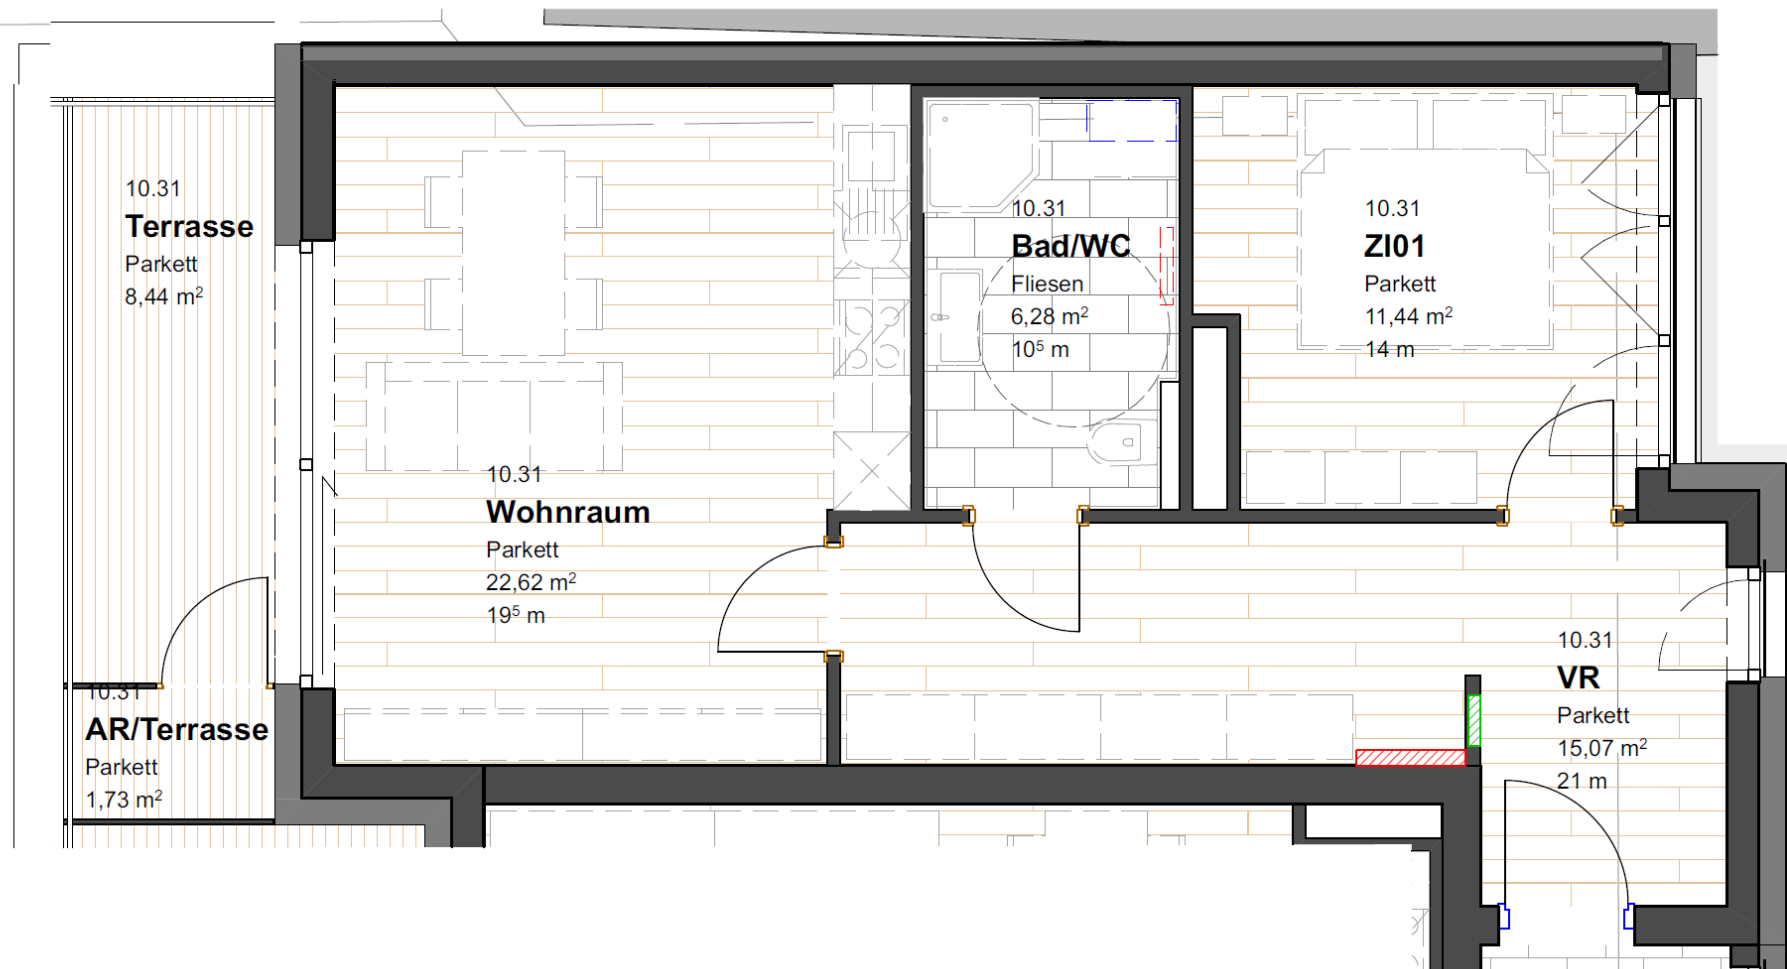 10.31
Terrasse
Parkett
8,44 m²
10.31
Bad/WC
Fliesen
6,28 m²
10⁵ m
10.31
ZI01
Parkett
11,44 m²
14 m
10.31
Wohnraum
Parkett
22,62 m²
19⁵ m
10.31
AR/Terrasse
Parkett
1,73 m²
10.31
VR
Parkett
15,07 m²
21 m